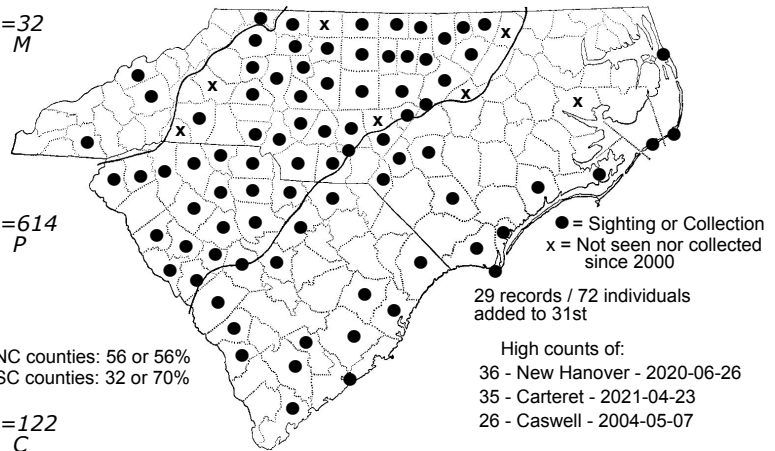 =32
M
=614
P
● = Sighting or Collection
x = Not seen nor collected
since 2000
29 records / 72 individuals
added to 31st
NC counties: 56 or 56%
SC counties: 32 or 70%
High counts of:
36 - New Hanover - 2020-06-26
35 - Carteret - 2021-04-23
26 - Caswell - 2004-05-07
=122
C